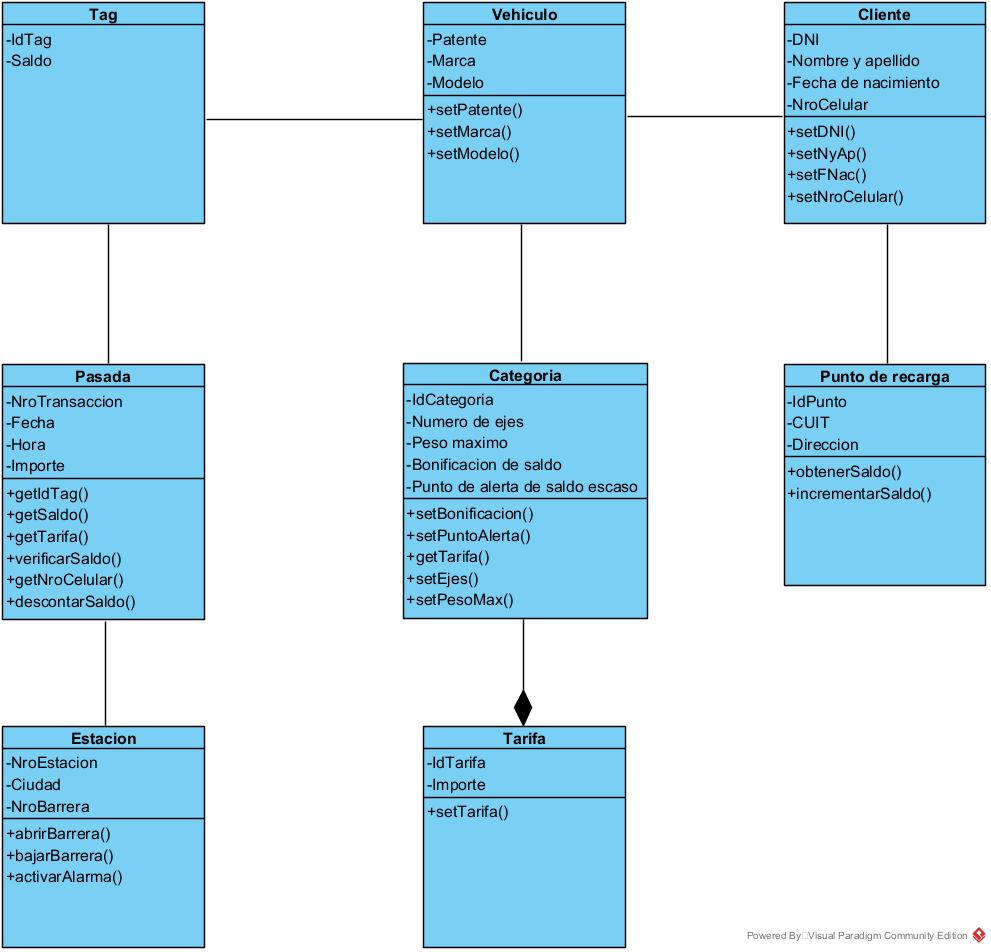 Tag
-IdTag
-Saldo
Vehiculo
-Patente
-Marca
-Modelo
+setPatente()
+setMarca()
+setModelo()
Cliente
-DNI
-Nombre y apellido
-Fecha de nacimiento
-NroCelular
+setDNI()
+setNyAp()
+setFNac()
+setNroCelular()
Pasada
-NroTransaccion
-Fecha
-Hora
-Importe
+getIdTag()
+getSaldo()
+getTarifa()
+verificarSaldo()
+getNroCelular()
+descontarSaldo()
Categoria
-IdCategoria
-Numero de ejes
-Peso maximo
-Bonificacion de saldo
-Punto de alerta de saldo escaso
+setBonificacion()
+setPuntoAlerta()
+getTarifa()
+setEjes()
+setPesoMax()
Punto de recarga
-IdPunto
-CUIT
-Direccion
+obtenerSaldo()
+incrementarSaldo()
Estacion
-NroEstacion
-Ciudad
-NroBarrera
+abrirBarrera()
+bajarBarrera()
+activarAlarma()
Tarifa
-IdTarifa
-Importe
+setTarifa()
Powered By Visual Paradigm Community Edition